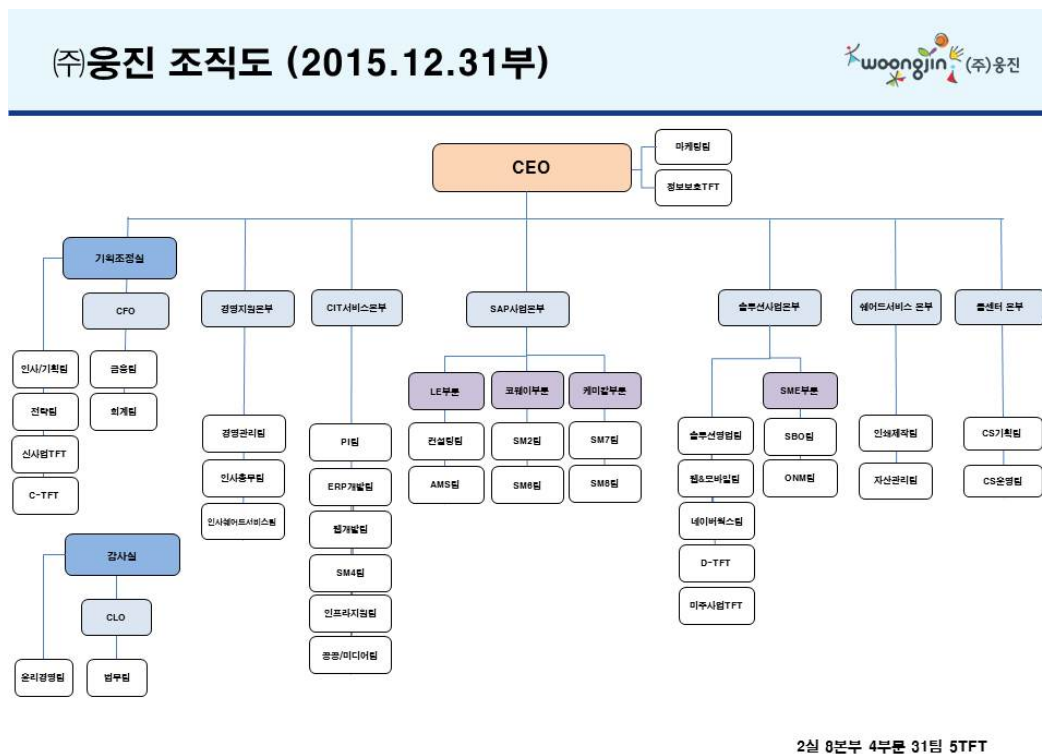 ㈜웅진 조직도 (2015.12.31부)
woongjin (주)웅진
CEO
마케팅팀
정보보호TFT
기획조정실
CFO
경영지원본부
CIT서비스본부
SAP사업본부
솔루션사업본부
쉐어드서비스 본부
콜센터 본부
인사/기획팀
금융팀
LE부문
코웨이부문
케미칼부문
SME부문
전략팀
회계팀
경영관리팀
PI팀
컨설팅팀
SM2팀
SM7팀
솔루션영업팀
SBO팀
인쇄제작팀
CS기획팀
신사업TFT
인사총무팀
ERP개발팀
AMS팀
SM6팀
SM8팀
웹&모바일팀
ONM팀
자산관리팀
CS운영팀
C-TFT
인사쉐어드서비스팀
웹개발팀
네이버웍스팀
감사실
SM4팀
D-TFT
CLO
인프라지원팀
미주사업TFT
윤리경영팀
법무팀
공공/미디어팀
2실 8본부 4부문 31팀 5TFT